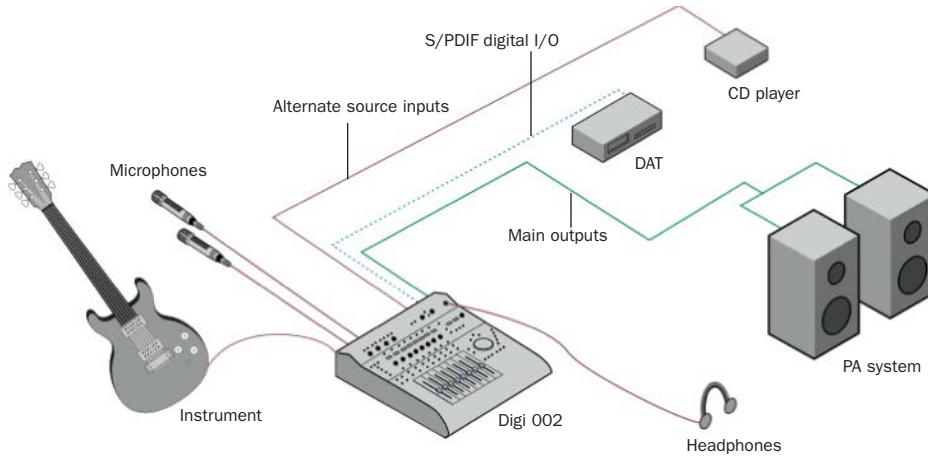 S/PDIF digital I/O
CD player
Alternate source inputs
DAT
Microphones
Main outputs
PA system
Instrument
Digi 002
Headphones